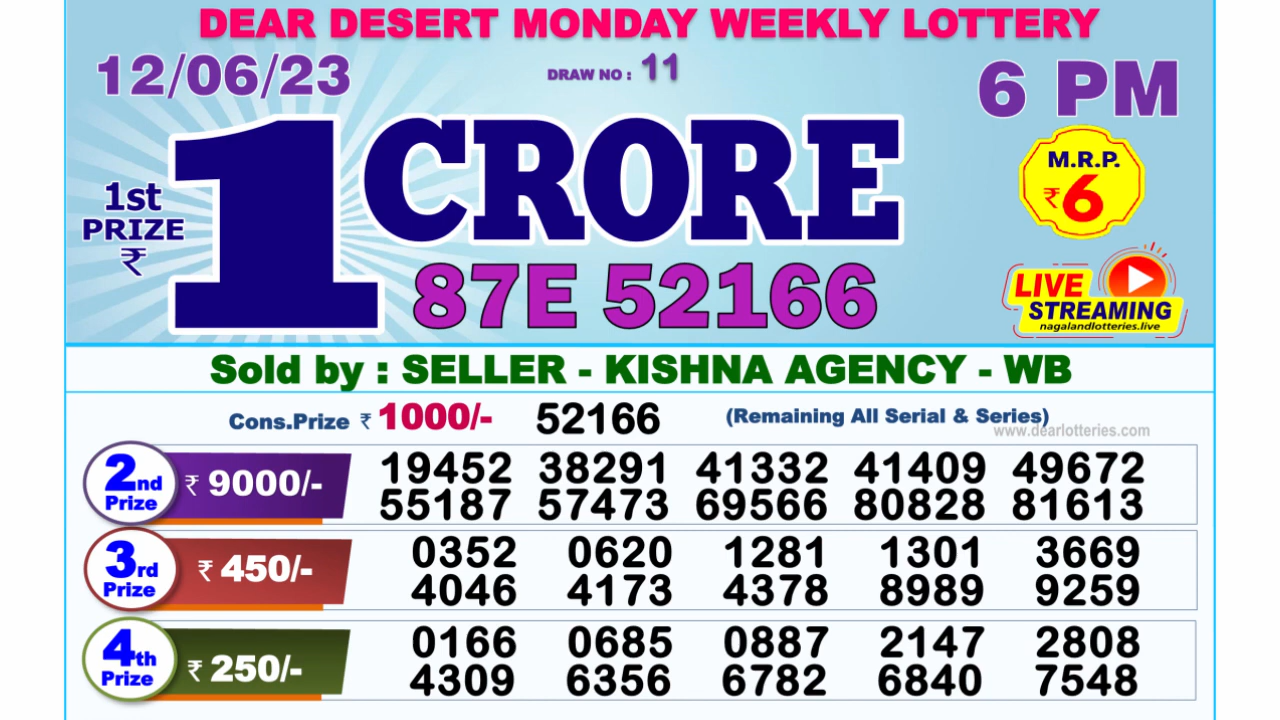 DEAR DESERT MONDAY WEEKLY LOTTERY
12/06/23
DRAW NO : 11
6 PM
1st
PRIZE
₹
1 CRORE
M.R.P.
₹6
87E 52166
LIVE
STREAMING
nagalandlotteries.live
Sold by : SELLER - KISHNA AGENCY - WB
Cons.Prize ₹ 1000/- 52166 (Remaining All Serial & Series)
www.dearlotteries.com
2nd Prize ₹ 9000/-
19452 38291 41332 41409 49672
55187 57473 69566 80828 81613
3rd Prize ₹ 450/-
0352 0620 1281 1301 3669
4046 4173 4378 8989 9259
4th Prize ₹ 250/-
0166 0685 0887 2147 2808
4309 6356 6782 6840 7548